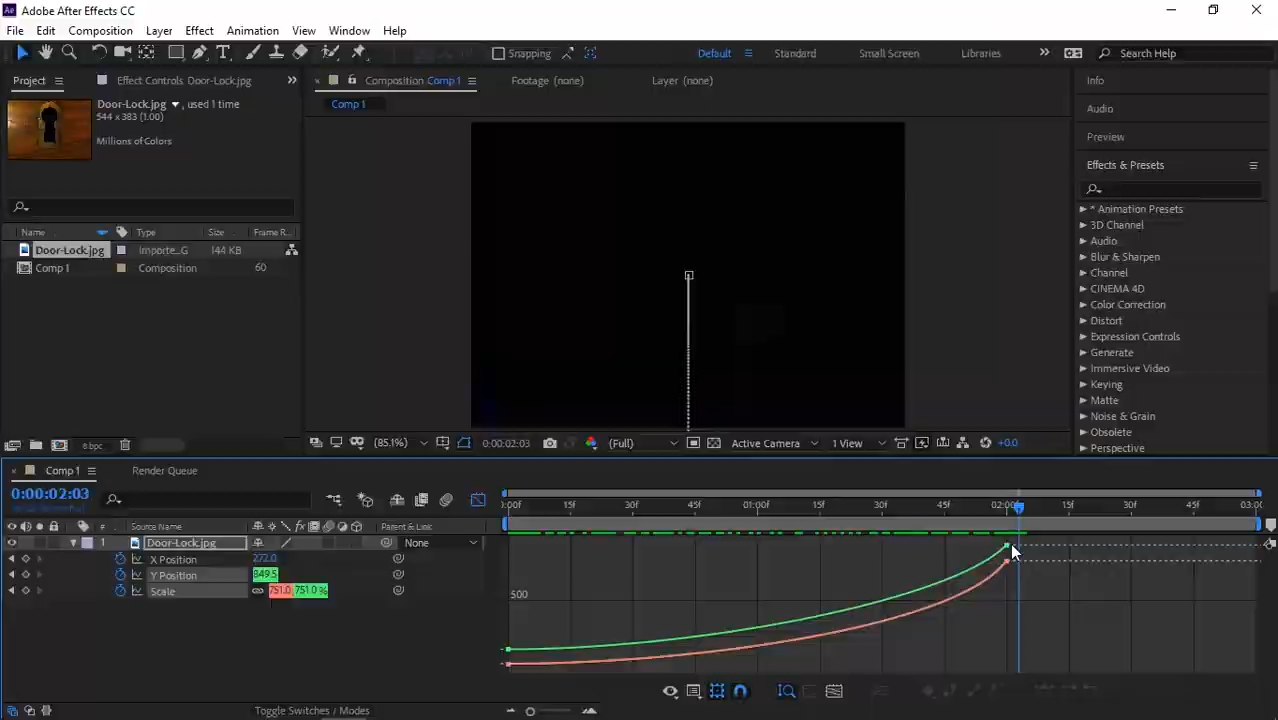 Ae Adobe After Effects CC
File Edit Composition Layer Effect Animation View Window Help
Snapping Default Standard Small Screen Libraries Search Help
Project Effect Controls Door-Lock.jpg Composition Comp 1 Footage (none) Layer (none) Info
Door-Lock.jpg , used 1 time
544 x 383 (1.00)
Comp 1
Audio
Millions of Colors
Preview
Effects & Presets
Name Type Size Frame R..
* Animation Presets
3D Channel
Audio
Blur & Sharpen
Channel
CINEMA 4D
Color Correction
Distort
Expression Controls
Generate
Immersive Video
Keying
Matte
Noise & Grain
Obsolete
Perspective
Door-Lock.jpg Importe_G 144 KB
Comp 1 Composition 60
8 bpc
(85.1%) 0:00:02:03 (Full) Active Camera 1 View +0.0
Comp 1 Render Queue
0:00:02:03
# Source Name Parent & Link
:00f 15f 30f 45f 01:00f 15f 30f 45f 02:00f 15f 30f 45f 03:00
1 Door-Lock.jpg None
X Position 272.0
Y Position 849.5
Scale 751.0, 751.0 %
500
Toggle Switches / Modes